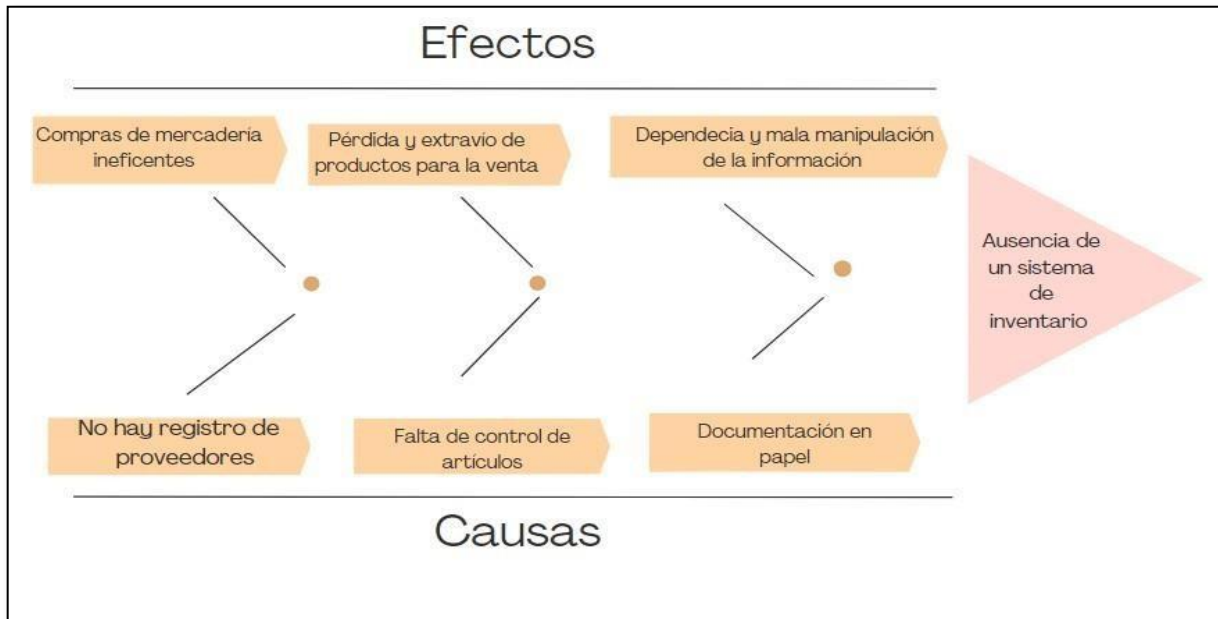 Efectos
Compras de mercadería
ineficentes
Pérdida y extravío de
productos para la venta
Dependecia y mala manipulación
de la información
Ausencia de
un sistema
de
inventario
No hay registro de
proveedores
Falta de control de
artículos
Documentación en
papel
Causas